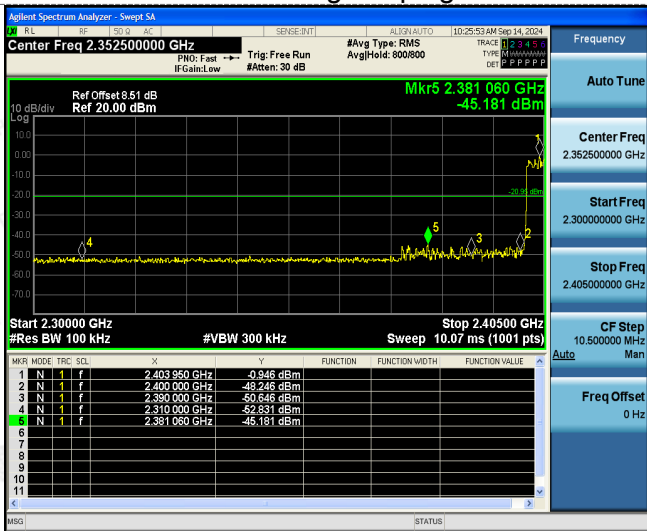 Agilent Spectrum Analyzer - Swept SA
RL RF 50 Ω AC SENSE:INT ALIGN AUTO 10:25:53 AM Sep 14, 2024
Center Freq 2.352500000 GHz
PNO: Fast
IFGain:Low
Trig: Free Run
#Atten: 30 dB
#Avg Type: RMS
Avg|Hold: 800/800
TRACE 1 2 3 4 5 6
TYPE M
DET P P P P P P
Mkr5 2.381 060 GHz
-45.181 dBm
Ref Offset 8.51 dB
Ref 20.00 dBm
10 dB/div
Log
10.0
0.00
-10.0
-20.0
-30.0
-40.0
-50.0
-60.0
-70.0
-20.95 dBm
1
2
3
4
5
Start 2.30000 GHz Stop 2.40500 GHz
#Res BW 100 kHz #VBW 300 kHz Sweep 10.07 ms (1001 pts)
MKR MODE TRC SCL X Y FUNCTION FUNCTION WIDTH FUNCTION VALUE
1 N 1 f 2.403 950 GHz -0.946 dBm
2 N 1 f 2.400 000 GHz -48.246 dBm
3 N 1 f 2.390 000 GHz -50.646 dBm
4 N 1 f 2.310 000 GHz -52.831 dBm
5 N 1 f 2.381 060 GHz -45.181 dBm
6
7
8
9
10
11
MSG STATUS
Frequency
Auto Tune
Center Freq
2.352500000 GHz
Start Freq
2.300000000 GHz
Stop Freq
2.405000000 GHz
CF Step
10.500000 MHz
Auto Man
Freq Offset
0 Hz